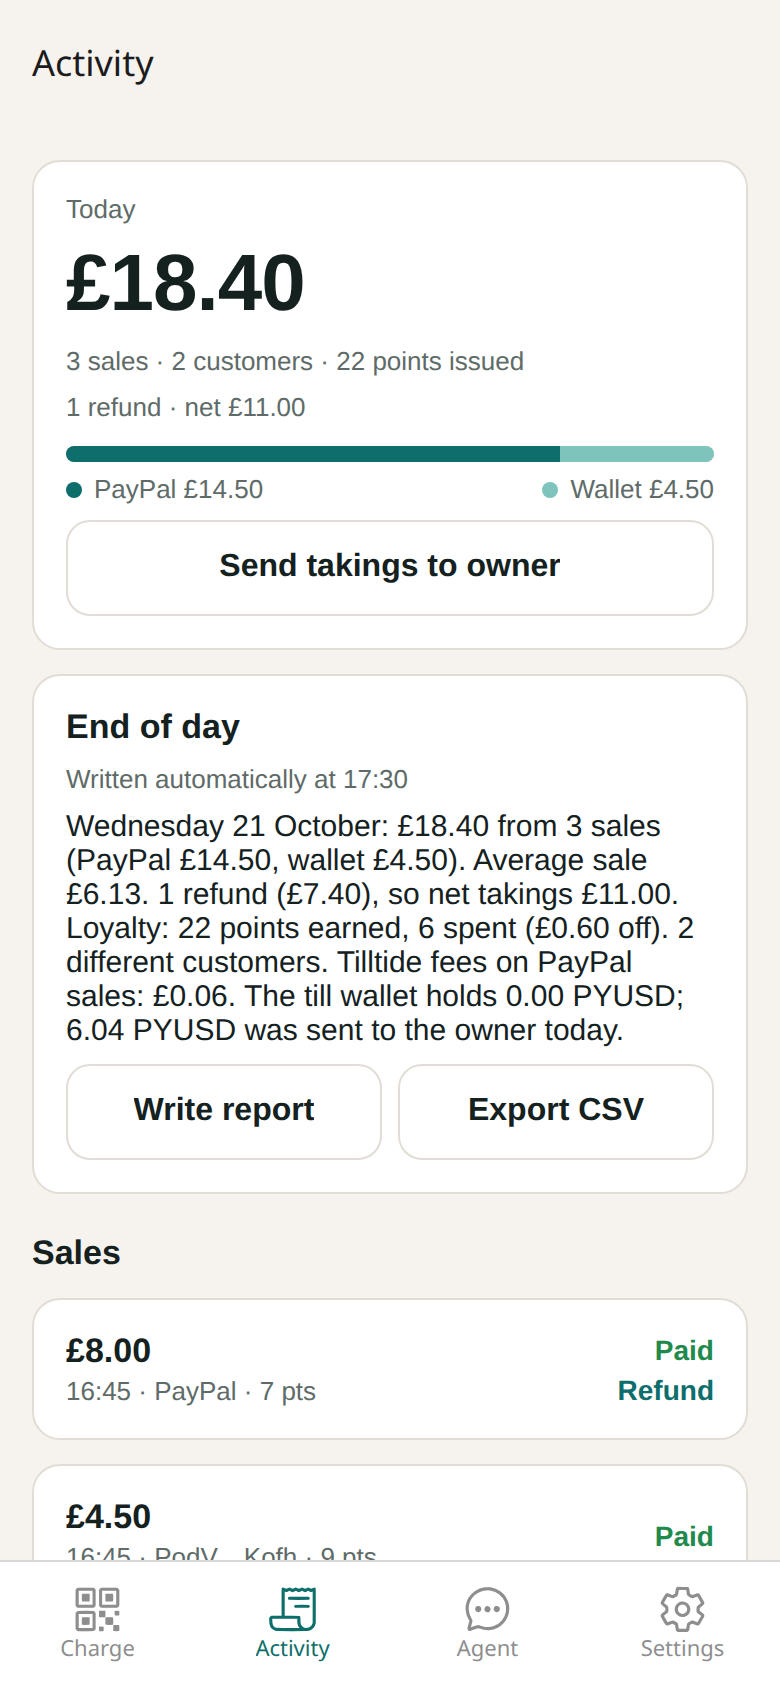 Activity
Today
£18.40
3 sales · 2 customers · 22 points issued
1 refund · net £11.00
PayPal £14.50
Wallet £4.50
Send takings to owner
End of day
Written automatically at 17:30
Wednesday 21 October: £18.40 from 3 sales
(PayPal £14.50, wallet £4.50). Average sale
£6.13. 1 refund (£7.40), so net takings £11.00.
Loyalty: 22 points earned, 6 spent (£0.60 off). 2
different customers. Tilltide fees on PayPal
sales: £0.06. The till wallet holds 0.00 PYUSD;
6.04 PYUSD was sent to the owner today.
Write report
Export CSV
Sales
£8.00
Paid
16:45 · PayPal · 7 pts
Refund
£4.50
Paid
16:45 · PodV…Kofh · 9 pts
Charge
Activity
Agent
Settings